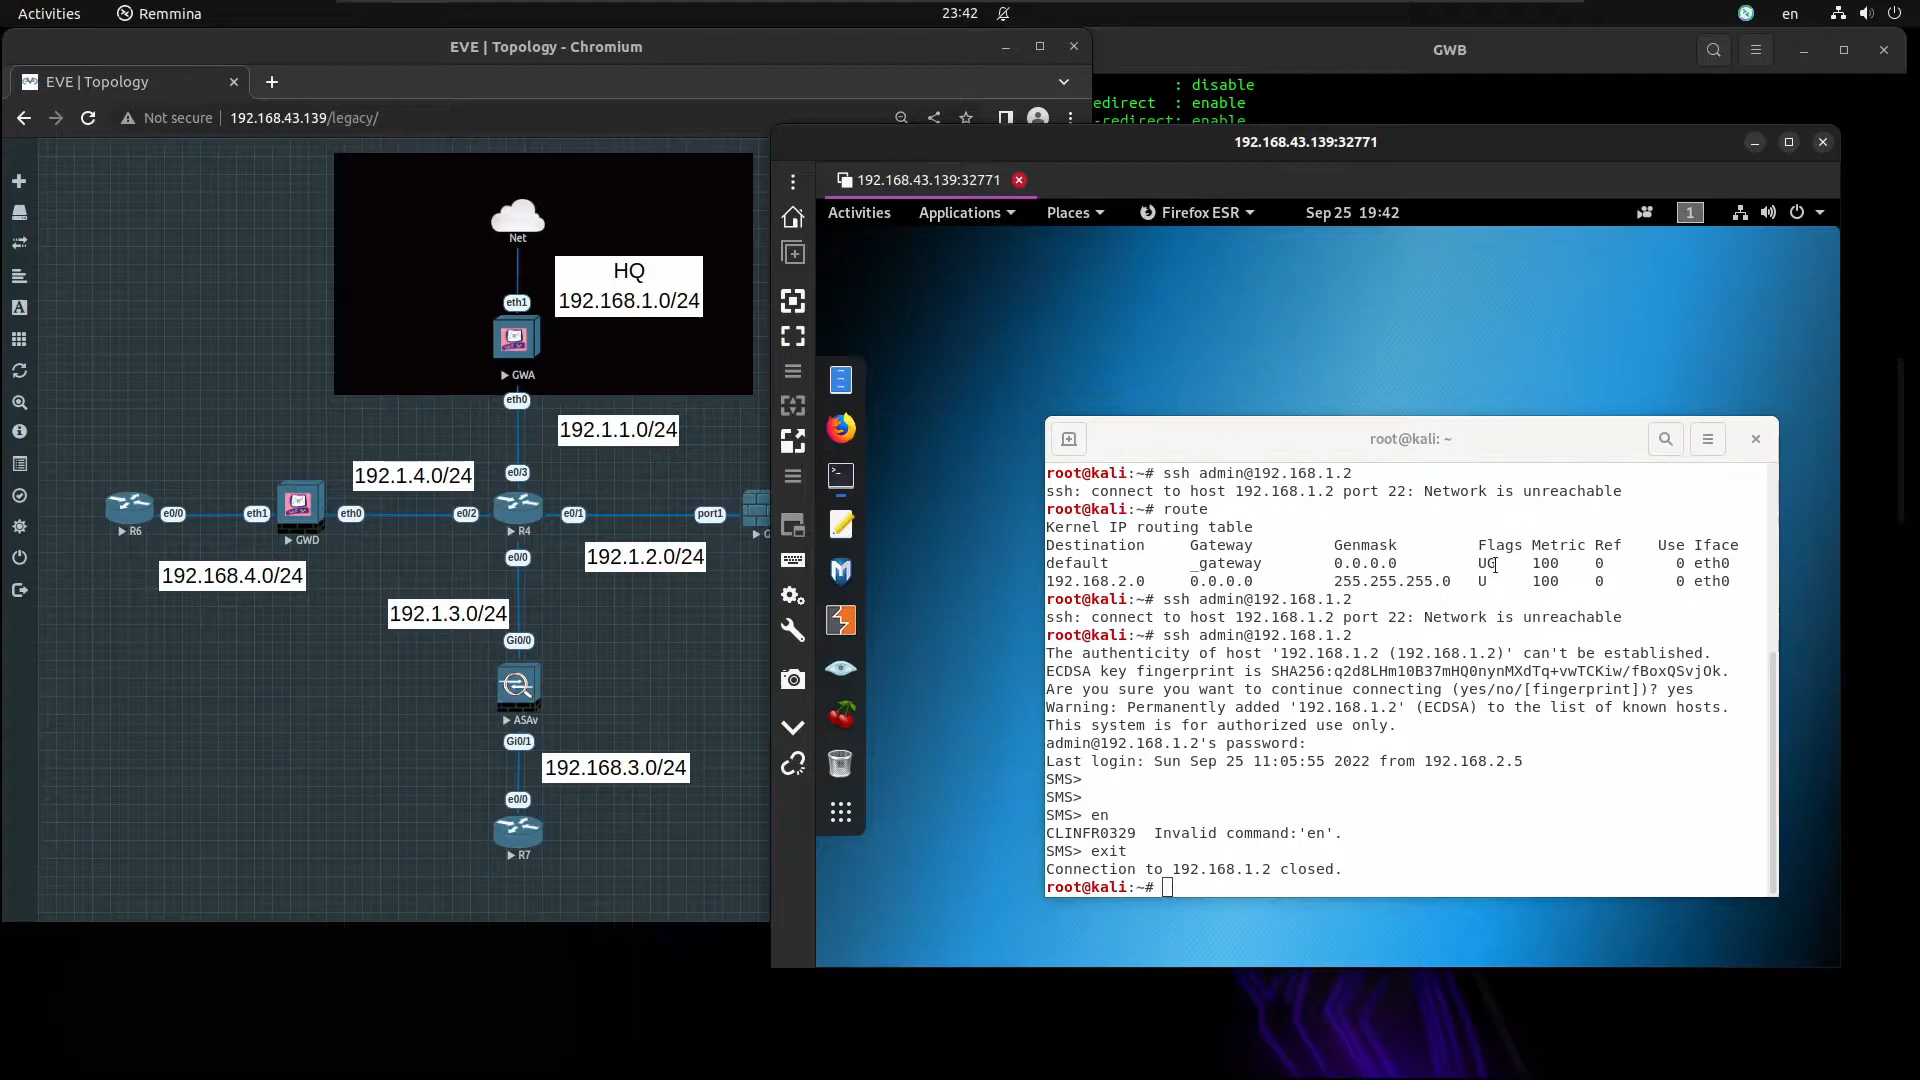 Activities
Remmina
23:42
en
EVE | Topology - Chromium
EVE | Topology
Not secure
192.168.43.139/legacy/
GWB
: disable
edirect  : enable
-redirect: enable
Net
HQ
192.168.1.0/24
eth1
GWA
eth0
192.1.1.0/24
192.1.4.0/24
e0/3
R6
e0/0
eth1
GWD
eth0
e0/2
R4
e0/1
port1
192.1.2.0/24
192.168.4.0/24
e0/0
192.1.3.0/24
Gi0/0
ASAv
Gi0/1
192.168.3.0/24
e0/0
R7
192.168.43.139:32771
192.168.43.139:32771
Activities
Applications
Places
Firefox ESR
Sep 25 19:42
1
root@kali: ~
root@kali:~# ssh admin@192.168.1.2
ssh: connect to host 192.168.1.2 port 22: Network is unreachable
root@kali:~# route
Kernel IP routing table
Destination     Gateway         Genmask         Flags Metric Ref    Use Iface
default         _gateway        0.0.0.0         UG    100    0        0 eth0
192.168.2.0     0.0.0.0         255.255.255.0   U     100    0        0 eth0
root@kali:~# ssh admin@192.168.1.2
ssh: connect to host 192.168.1.2 port 22: Network is unreachable
root@kali:~# ssh admin@192.168.1.2
The authenticity of host '192.168.1.2 (192.168.1.2)' can't be established.
ECDSA key fingerprint is SHA256:q2d8LHm10B37mHQ0nynMXdTq+vwTCKiw/fBoxQSvjOk.
Are you sure you want to continue connecting (yes/no/[fingerprint])? yes
Warning: Permanently added '192.168.1.2' (ECDSA) to the list of known hosts.
This system is for authorized use only.
admin@192.168.1.2's password:
Last login: Sun Sep 25 11:05:55 2022 from 192.168.2.5
SMS>
SMS>
SMS> en
CLINFR0329  Invalid command:'en'.
SMS> exit
Connection to 192.168.1.2 closed.
root@kali:~#